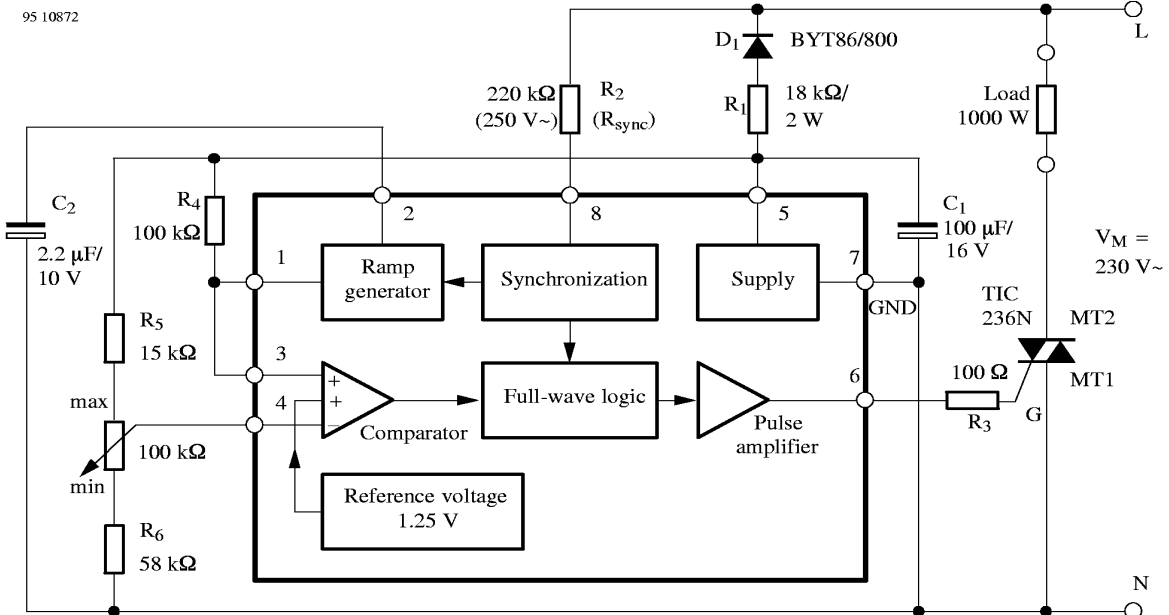 95 10872
L
D1
BYT86/800
220 kΩ
(250 V~)
R2
(Rsync)
R1
18 kΩ/
2 W
Load
1000 W
C2
2.2 μF/
10 V
R4
100 kΩ
2
8
5
C1
100 μF/
16 V
VM =
230 V~
1
Ramp
generator
Synchronization
Supply
7
GND
TIC
236N
MT2
MT1
R5
15 kΩ
3
+
4
+
–
Comparator
Full-wave logic
Pulse
amplifier
6
100 Ω
R3
G
max
100 kΩ
min
Reference voltage
1.25 V
R6
58 kΩ
N